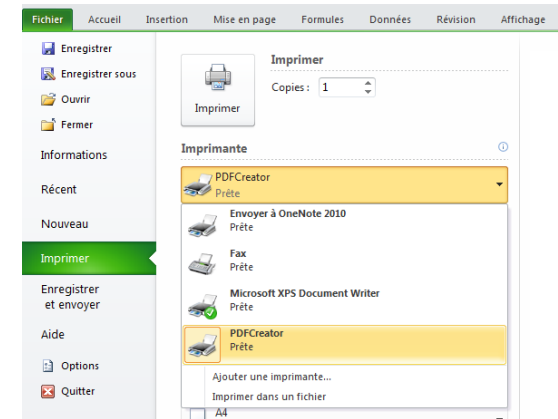 Fichier Accueil Insertion Mise en page Formules Données Révision Affichage
Enregistrer
Enregistrer sous
Ouvrir
Fermer
Informations
Récent
Nouveau
Imprimer
Enregistrer
et envoyer
Aide
Options
Quitter
Imprimer
Imprimer
Copies : 1
Imprimante
PDFCreator
Prête
Envoyer à OneNote 2010
Prête
Fax
Prête
Microsoft XPS Document Writer
Prête
PDFCreator
Prête
Ajouter une imprimante...
Imprimer dans un fichier
A4